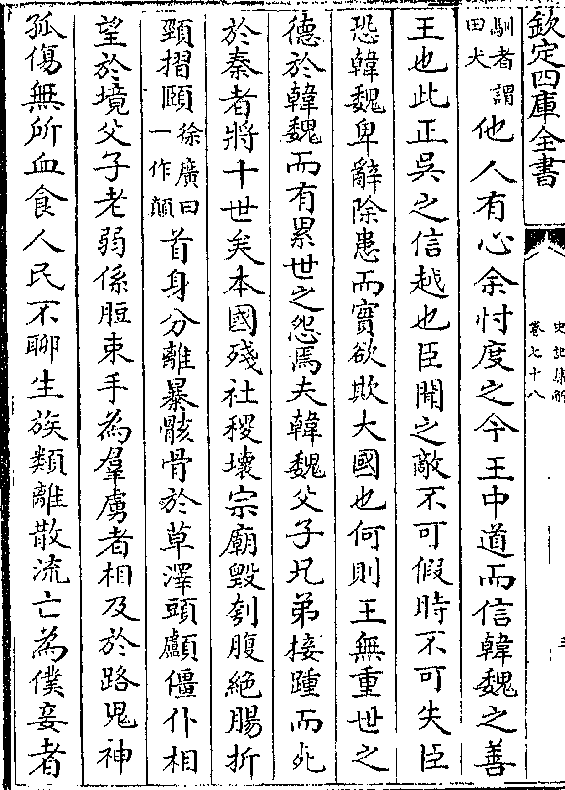 欽定四庫全書
史記集解
卷七十八
三
馴者謂田犬他人有心余忖度之今王中道而信韓魏之善
王也此正吳之信越也臣聞之敵不可假時不可失臣
恐韓魏卑辭除患而實欲欺大國也何則王無重世之
德於韓魏而有累世之怨焉夫韓魏父子兄弟接踵而死
於秦者將十世矣本國殘社稷壞宗廟毀刳腹絕腸折
頸摺頤徐廣曰一作顛首身分離暴骸骨於草澤頭顱僵仆相
望於境父子老弱係脰束手為羣虜者相及於路鬼神
孤傷無所血食人民不聊生族類離散流亡為僕妾者